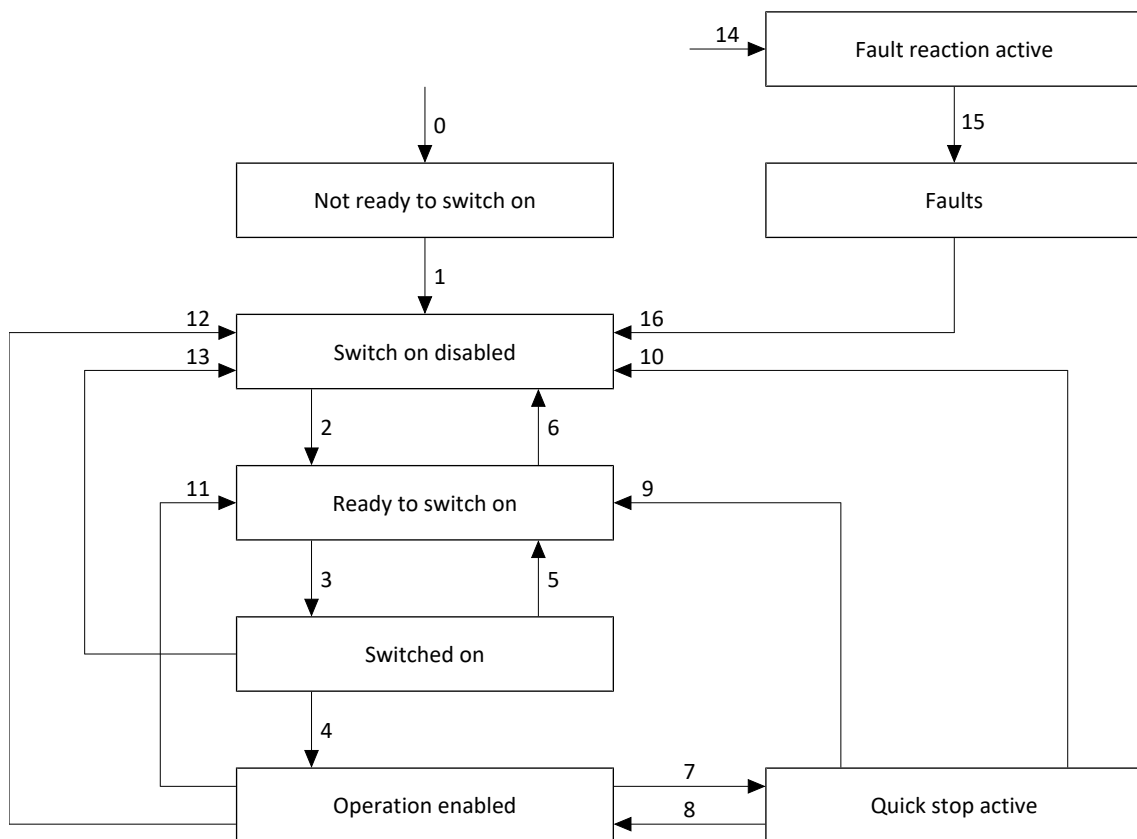 14
Fault reaction active
0
15
Not ready to switch on
Faults
1
12
16
Switch on disabled
13
10
2
6
11
9
Ready to switch on
3
5
Switched on
4
7
Operation enabled
8
Quick stop active